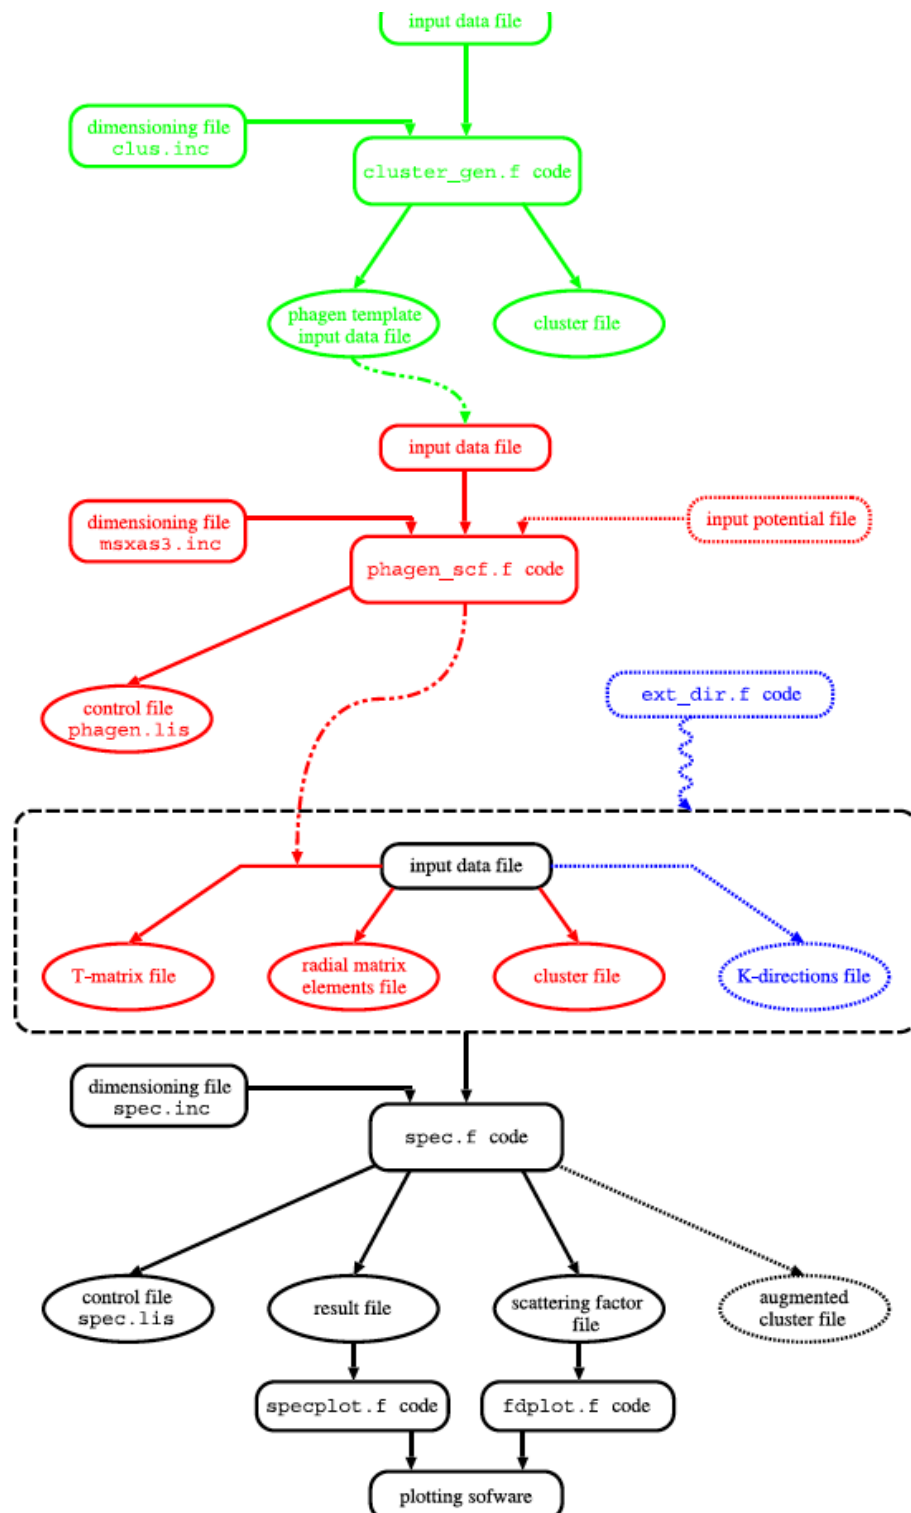 input data file
dimensioning file
clus.inc
cluster_gen.f code
phagen template
input data file
cluster file
input data file
dimensioning file
msxas3.inc
input potential file
phagen_scf.f code
ext_dir.f code
control file
phagen.lis
input data file
T-matrix file
radial matrix
elements file
cluster file
K-directions file
dimensioning file
spec.inc
spec.f code
control file
spec.lis
result file
scattering factor
file
augmented
cluster file
specplot.f code
fdplot.f code
plotting sofware